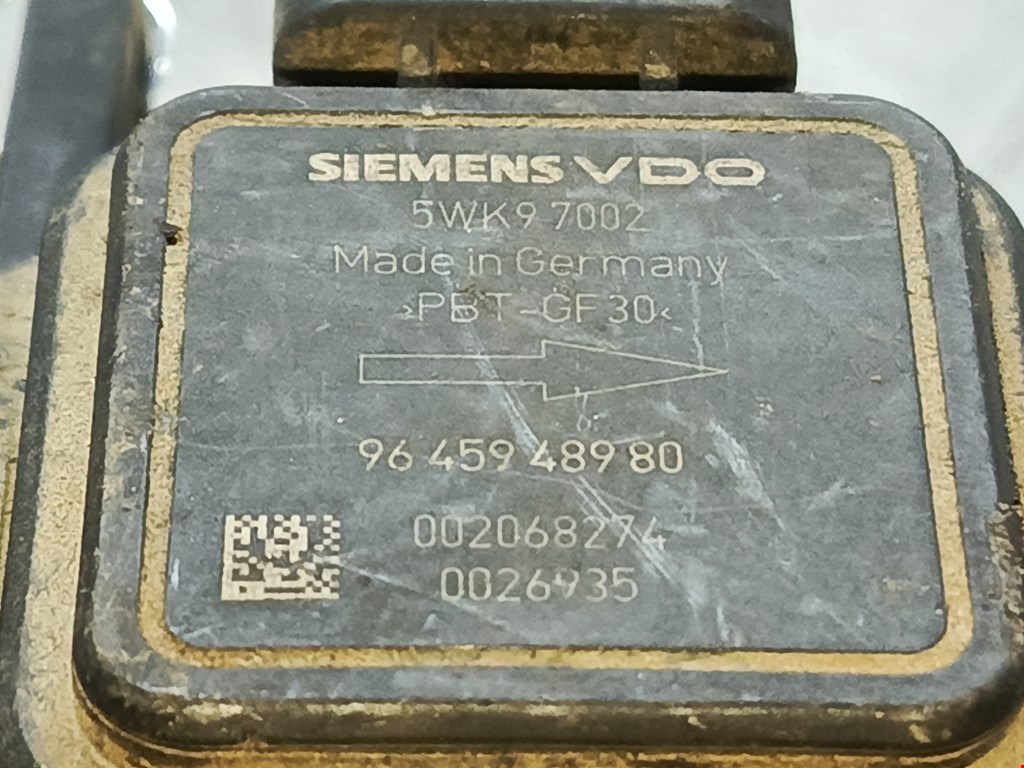 SIEMENS VDO
5WK9 7002
Made in Germany
>PBT-GF30<
96 459 489 80
002068274
0026935